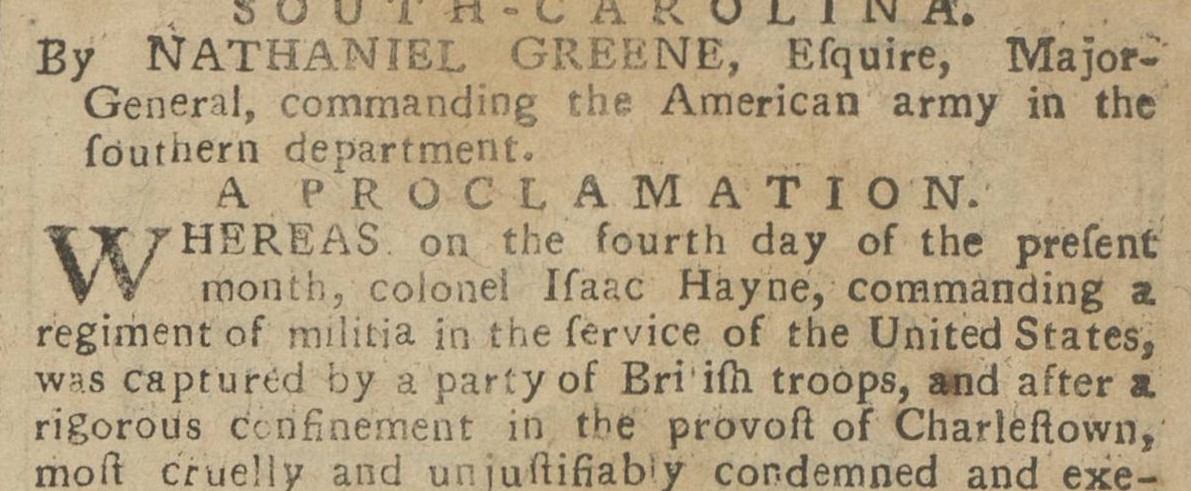 SOUTH-CAROLINA.
By NATHANIEL GREENE, Eſquire, Major-
General, commanding the American army in the
ſouthern department.
A PROCLAMATION.
WHEREAS on the fourth day of the preſent
month, colonel Iſaac Hayne, commanding a
regiment of militia in the ſervice of the United States,
was captured by a party of Bri iſh troops, and after a
rigorous confinement in the provoſt of Charleſtown,
moſt cruelly and unjuſtifiably condemned and exe-